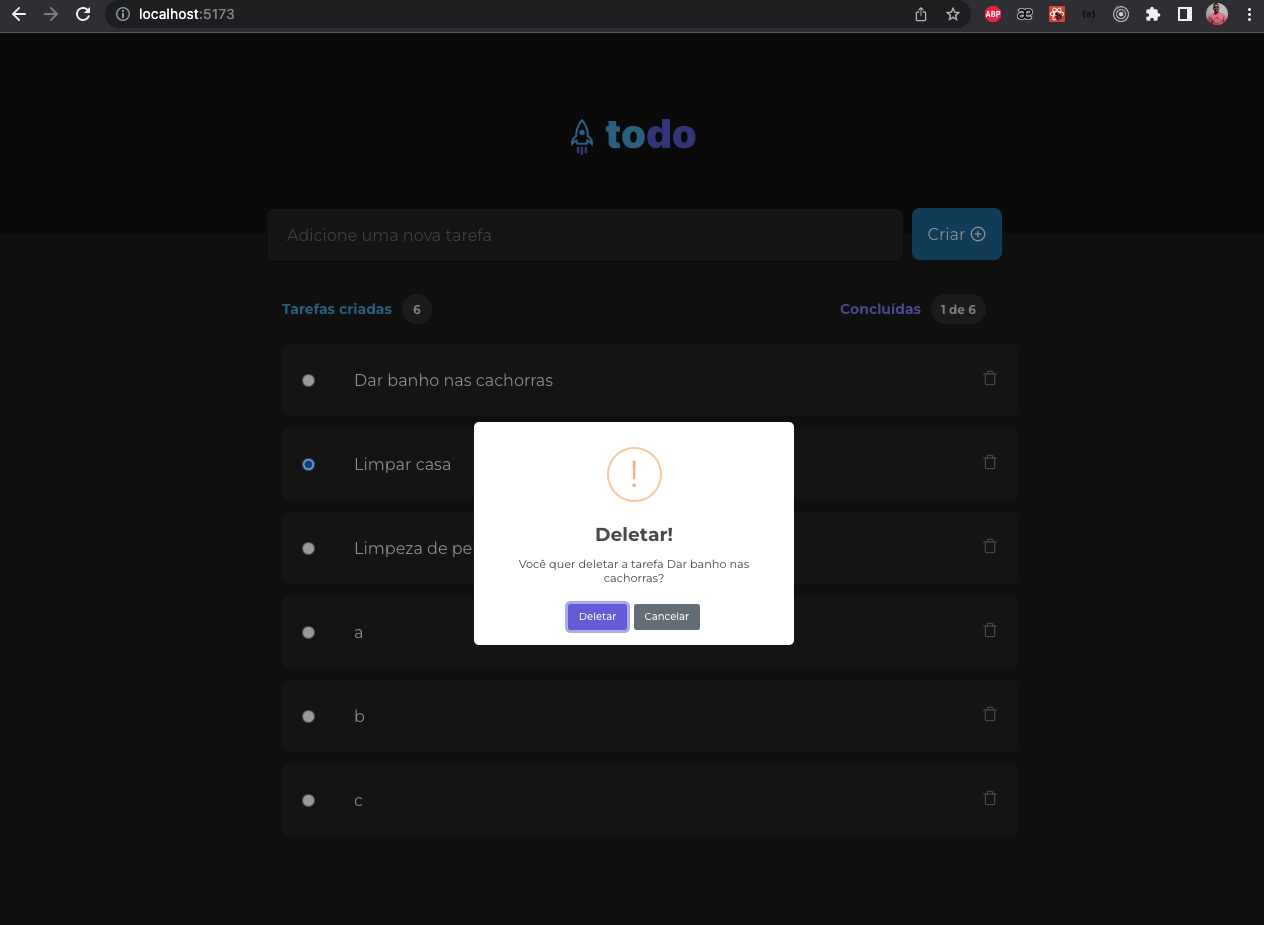 localhost:5173
ABP
æ
todo
Adicione uma nova tarefa
Criar
Tarefas criadas 6
Concluídas 1 de 6
Dar banho nas cachorras
Limpar casa
Limpeza de pe
a
b
c
!
Deletar!
Você quer deletar a tarefa Dar banho nas
cachorras?
Deletar Cancelar